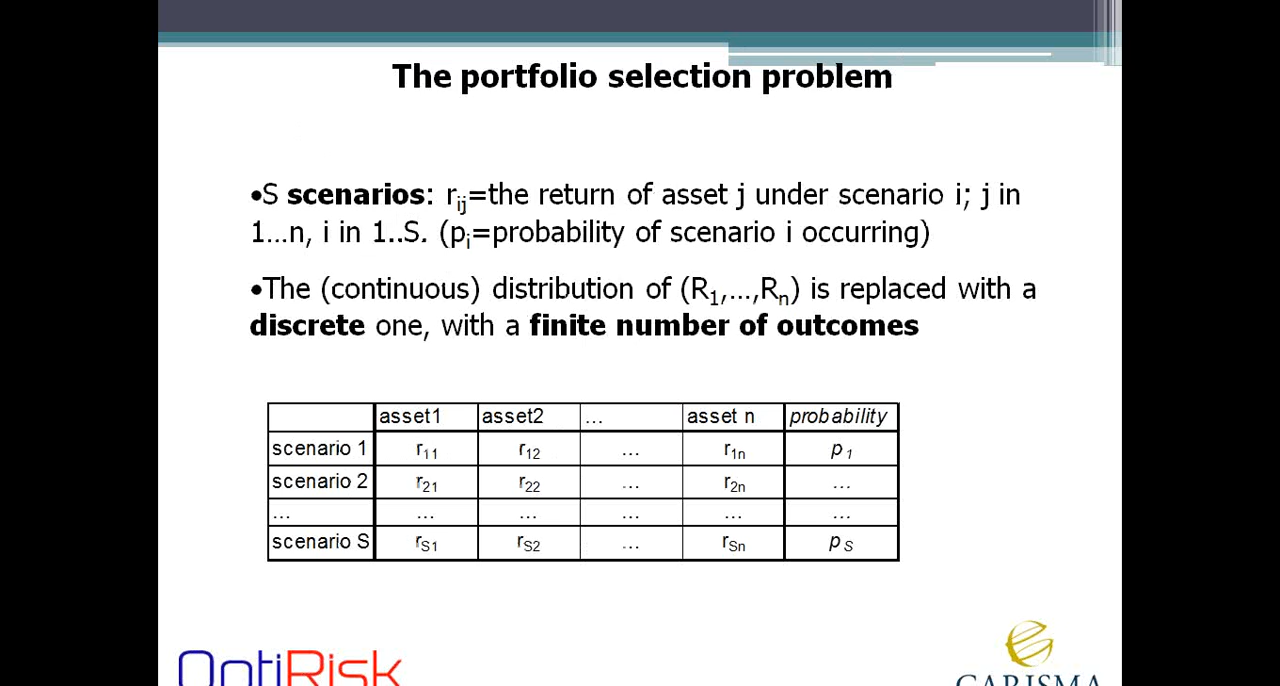 The portfolio selection problem
•S scenarios: rij=the return of asset j under scenario i; j in
1...n, i in 1..S. (pi=probability of scenario i occurring)
•The (continuous) distribution of (R1,...,Rn) is replaced with a
discrete one, with a finite number of outcomes
asset1 asset2 ... asset n probability
scenario 1 r11 r12 ... r1n p1
scenario 2 r21 r22 ... r2n ...
... ... ... ... ... ...
scenario S rS1 rS2 ... rSn pS
OptiRisk
CARISMA